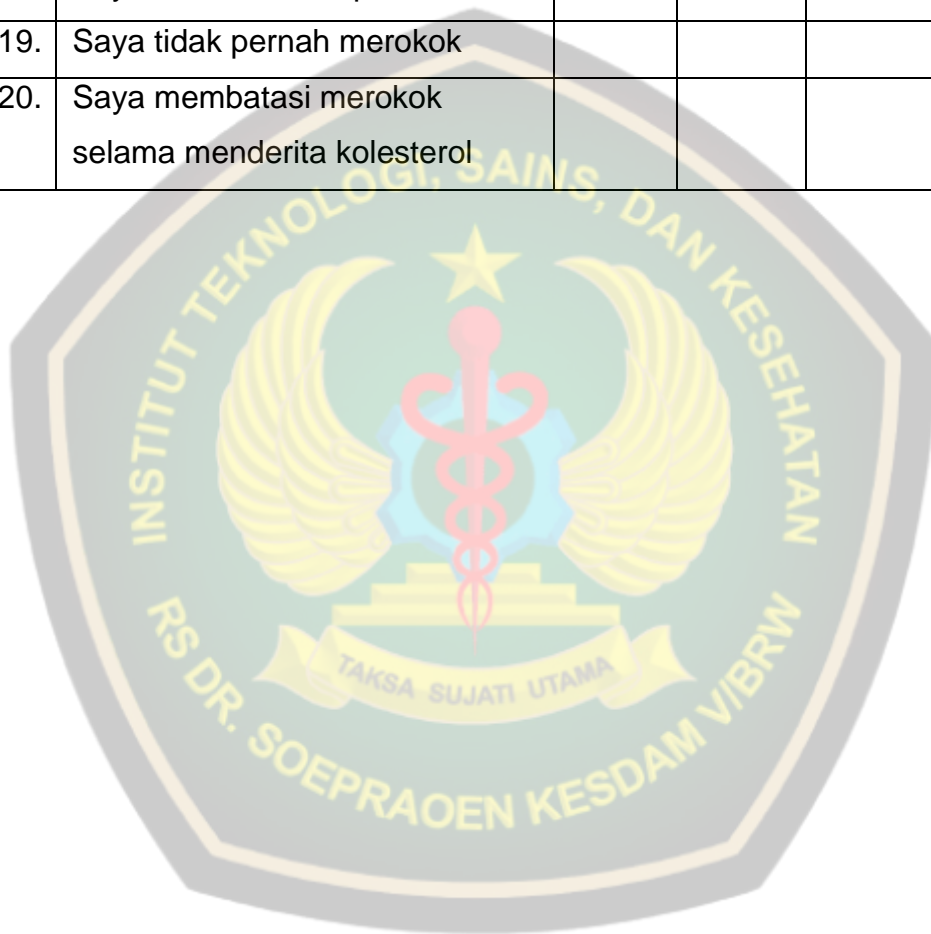 19. Saya tidak pernah merokok
20. Saya membatasi merokok
selama menderita kolesterol
INSTITUT TEKNOLOGI, SAINS, DAN KESEHATAN
TAKSA SUJATI UTAMA
RS DR. SOEPRAOEN KESDAM V/BRW